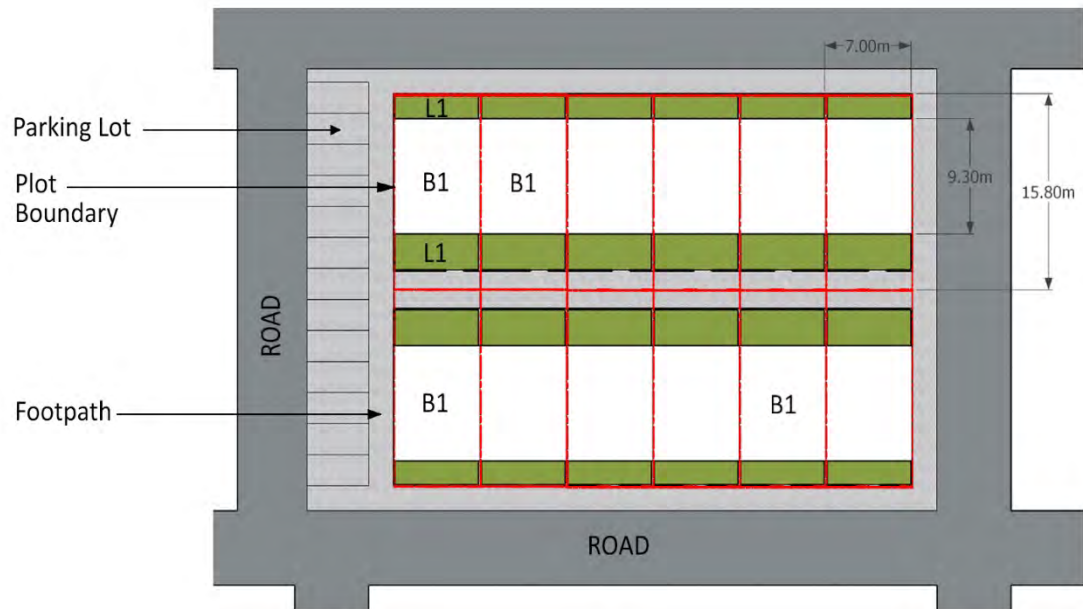 7.00m
L1
Parking Lot
B1 B1
Plot
Boundary
9.30m
15.80m
L1
ROAD
B1 B1
Footpath
ROAD